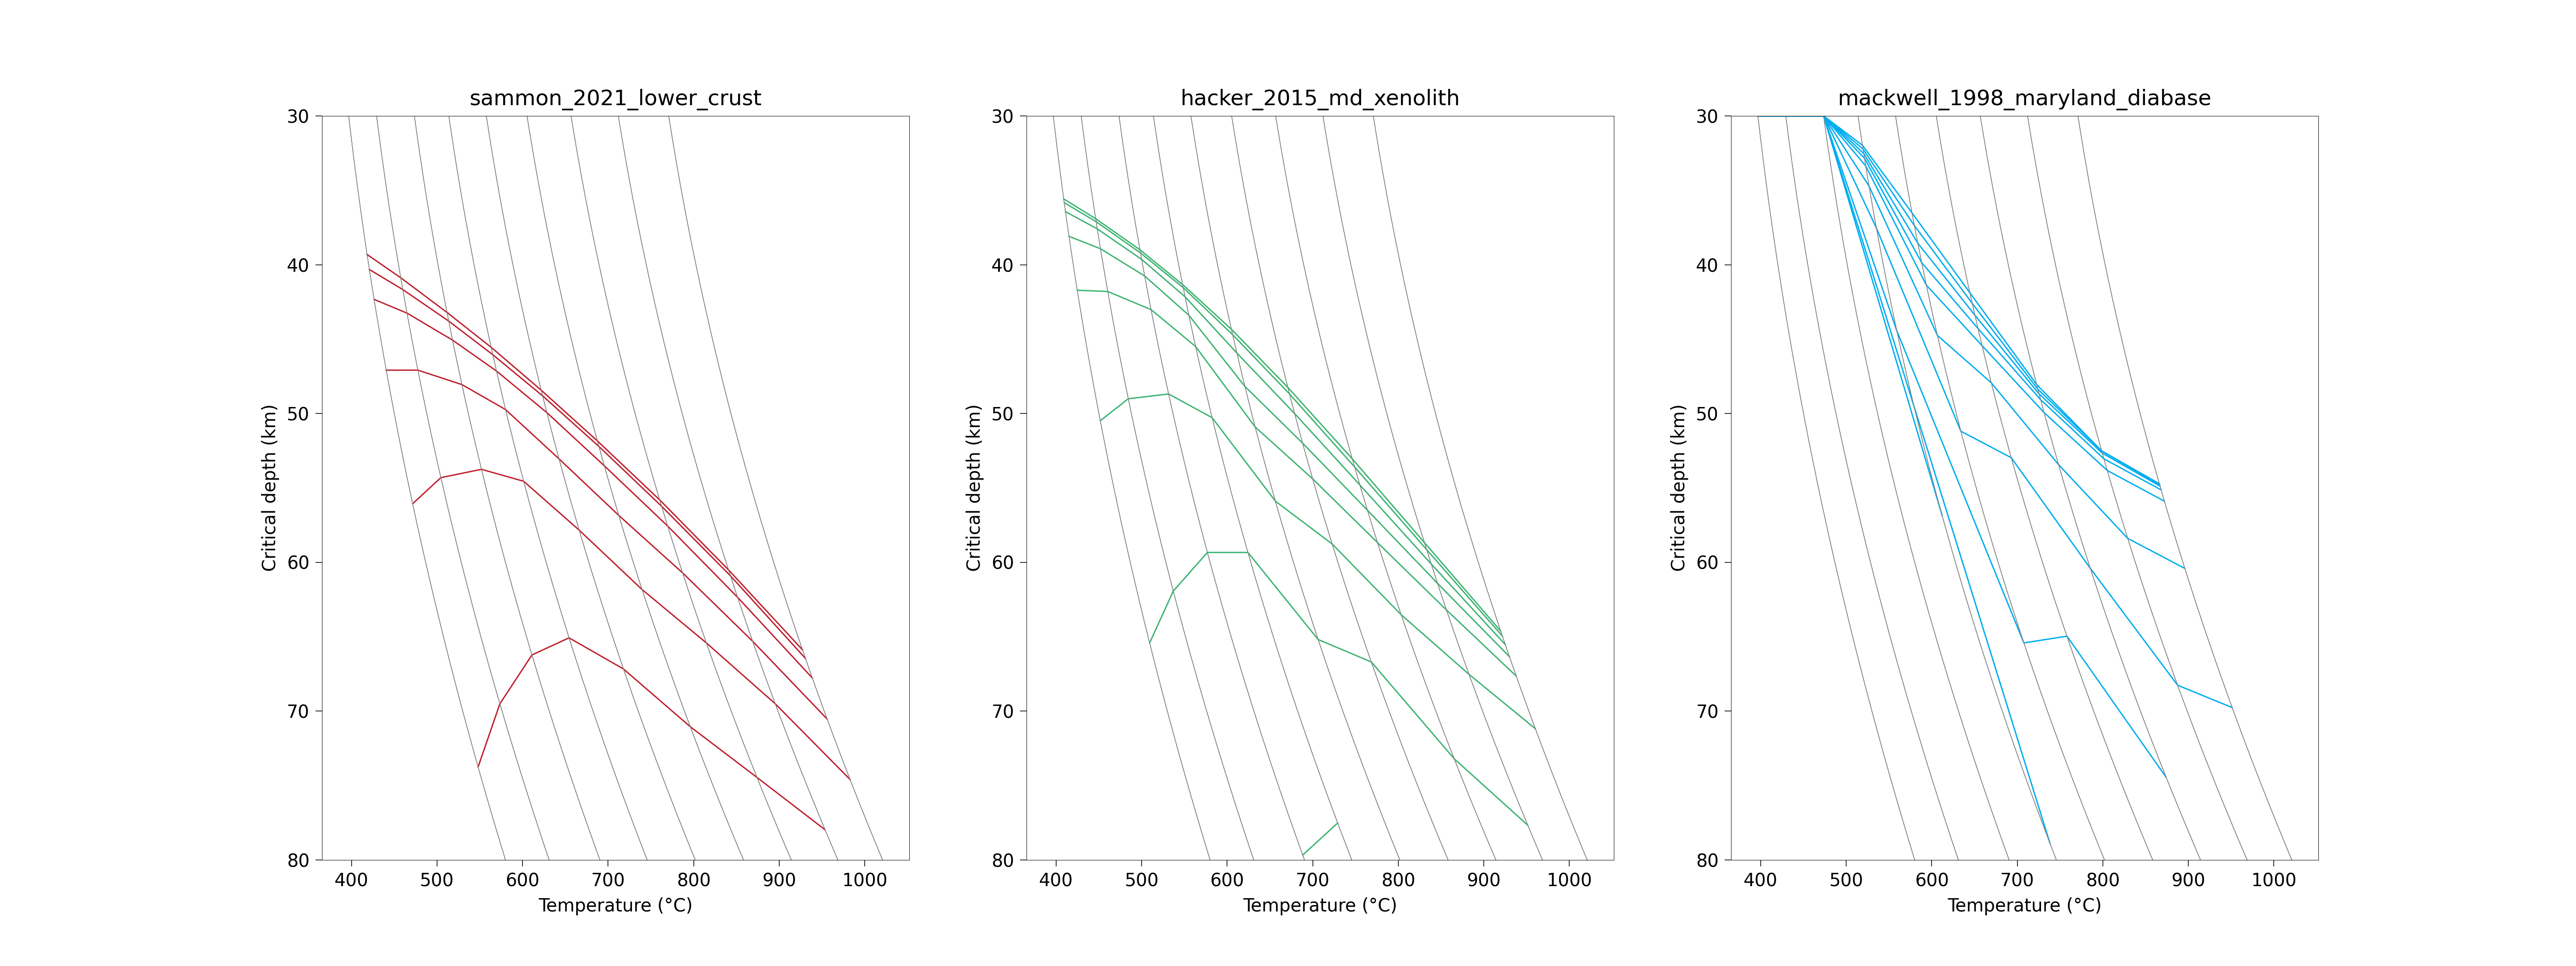 sammon_2021_lower_crust
30
40
50
60
70
80
Critical depth (km)
400 500 600 700 800 900 1000
Temperature (°C)
hacker_2015_md_xenolith
30
40
50
60
70
80
Critical depth (km)
400 500 600 700 800 900 1000
Temperature (°C)
mackwell_1998_maryland_diabase
30
40
50
60
70
80
Critical depth (km)
400 500 600 700 800 900 1000
Temperature (°C)